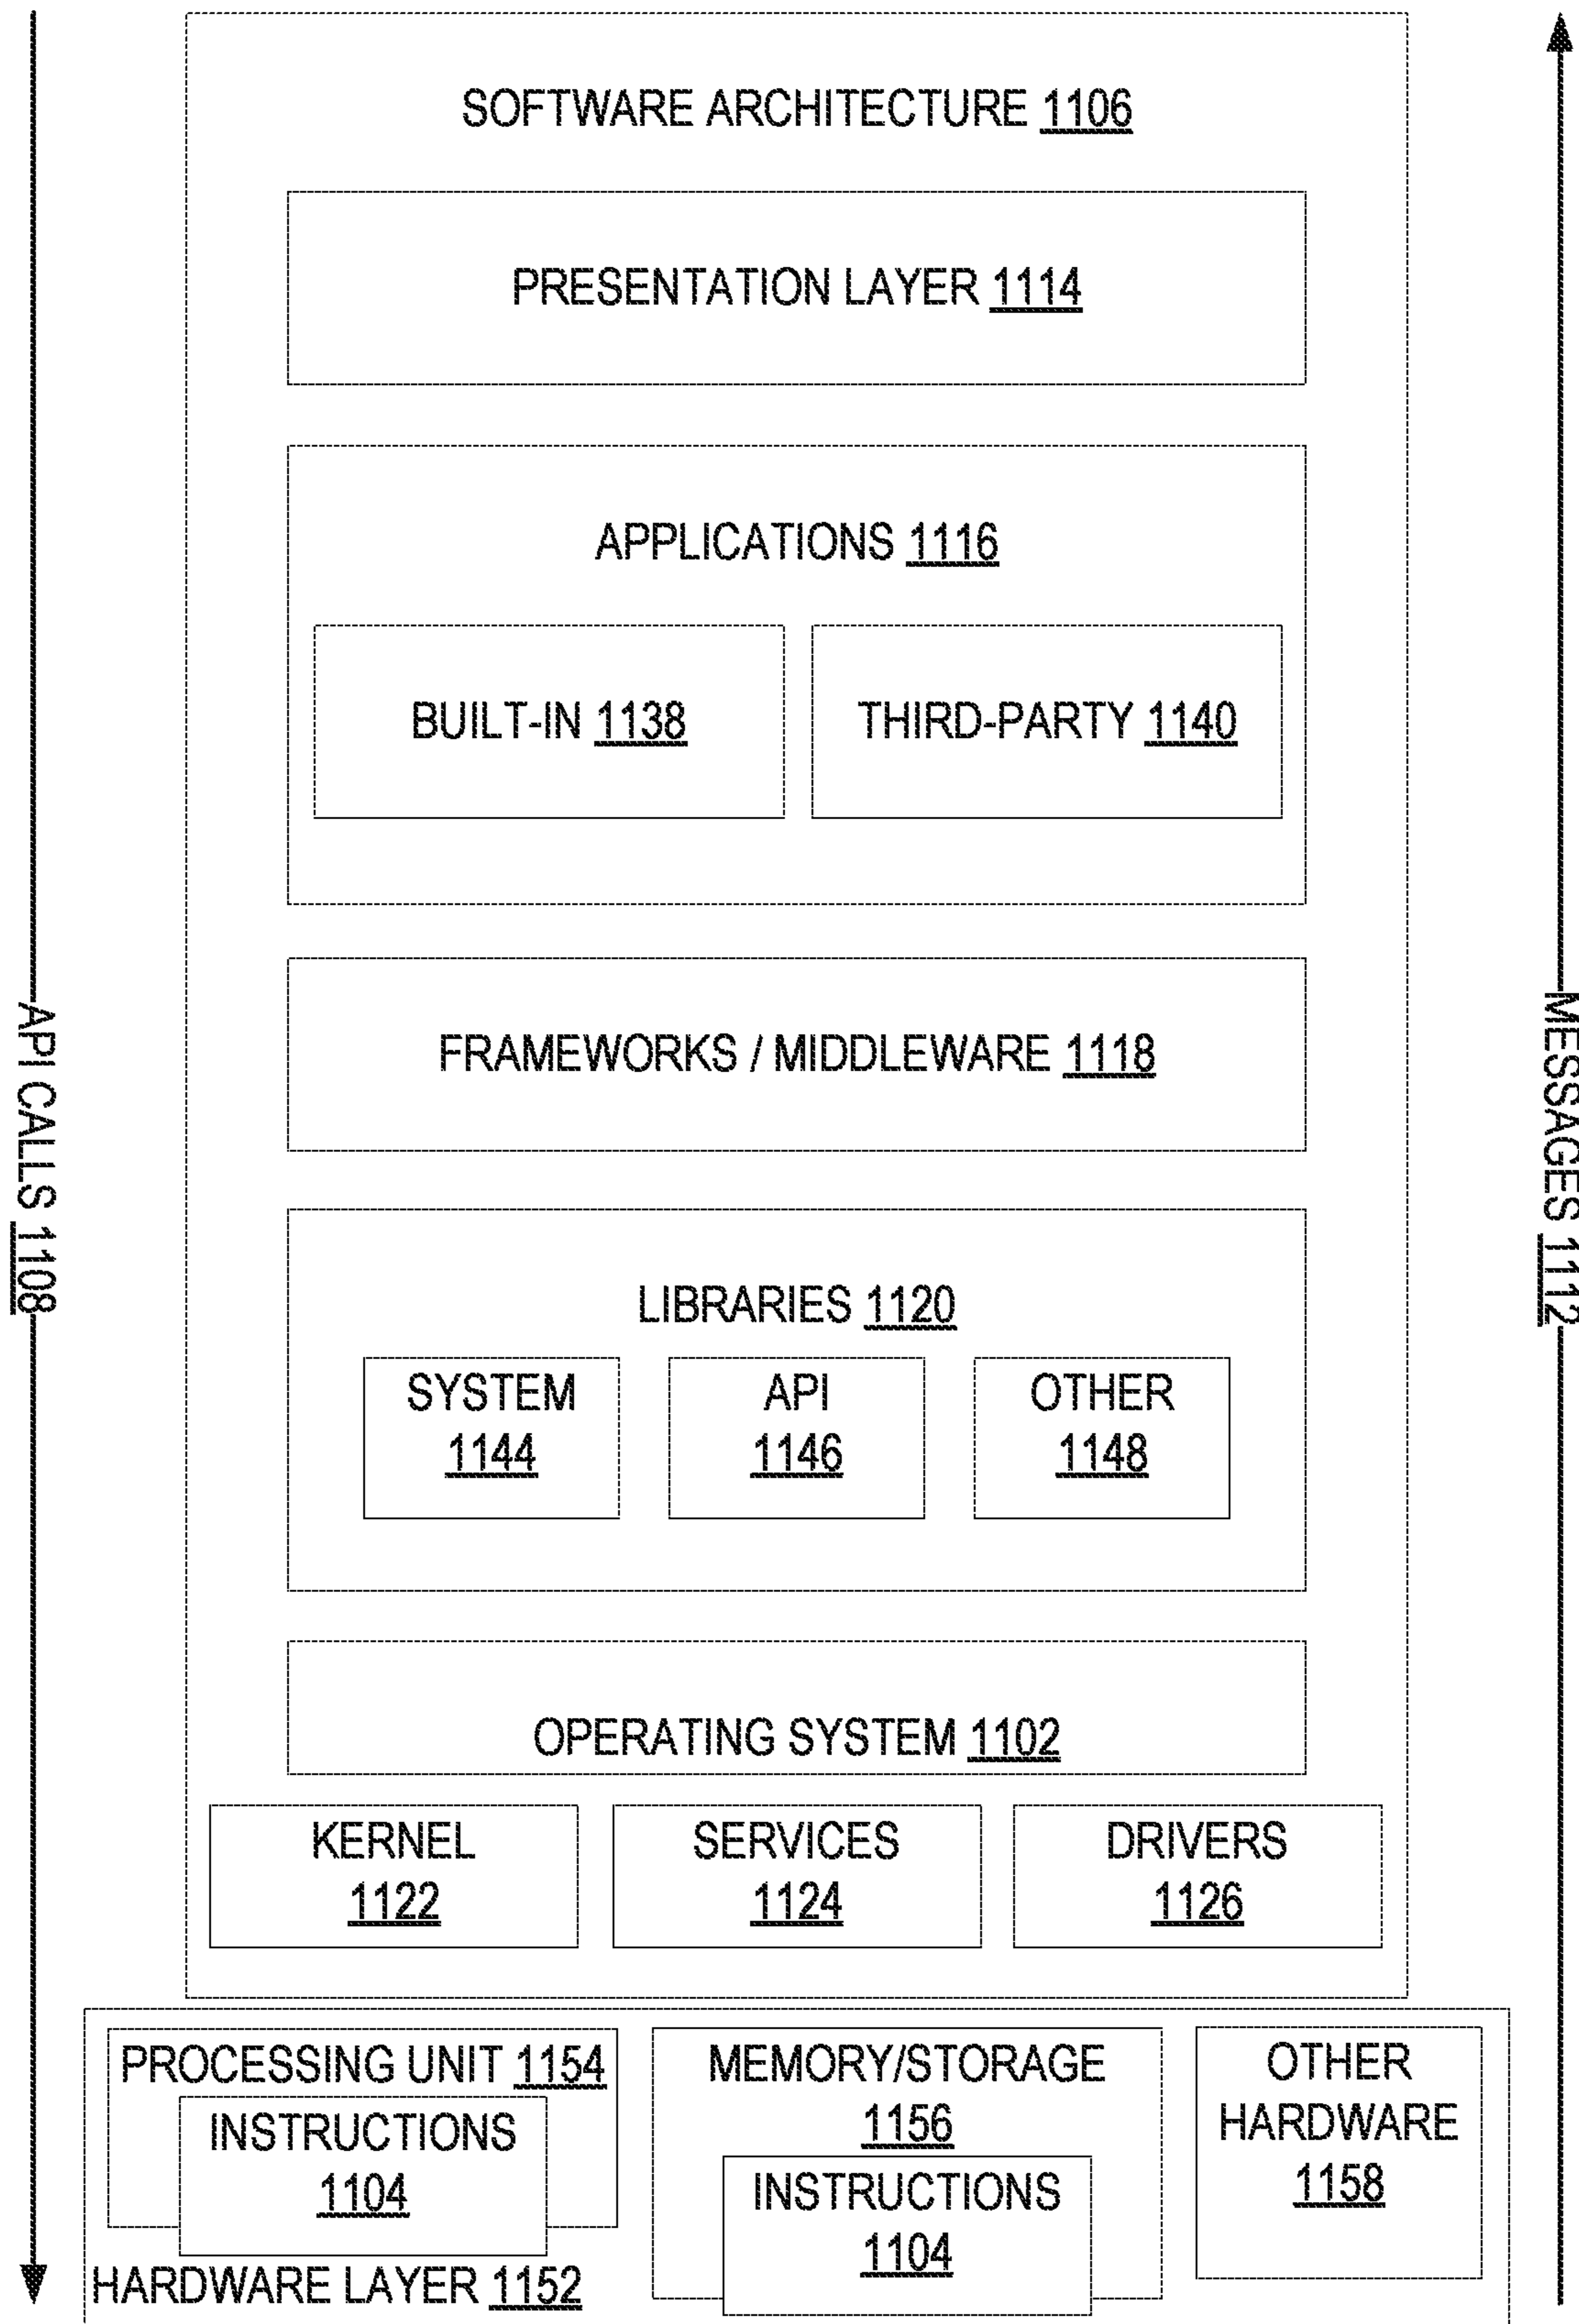 SOFTWARE ARCHITECTURE 1106
PRESENTATION LAYER 1114
APPLICATIONS 1116
BUILT-IN 1138
THIRD-PARTY 1140
FRAMEWORKS / MIDDLEWARE 1118
API CALLS 1108
MESSAGES 1112
LIBRARIES 1120
SYSTEM
1144
API
1146
OTHER
1148
OPERATING SYSTEM 1102
KERNEL
1122
SERVICES
1124
DRIVERS
1126
PROCESSING UNIT 1154
INSTRUCTIONS
1104
MEMORY/STORAGE
1156
INSTRUCTIONS
1104
OTHER
HARDWARE
1158
HARDWARE LAYER 1152